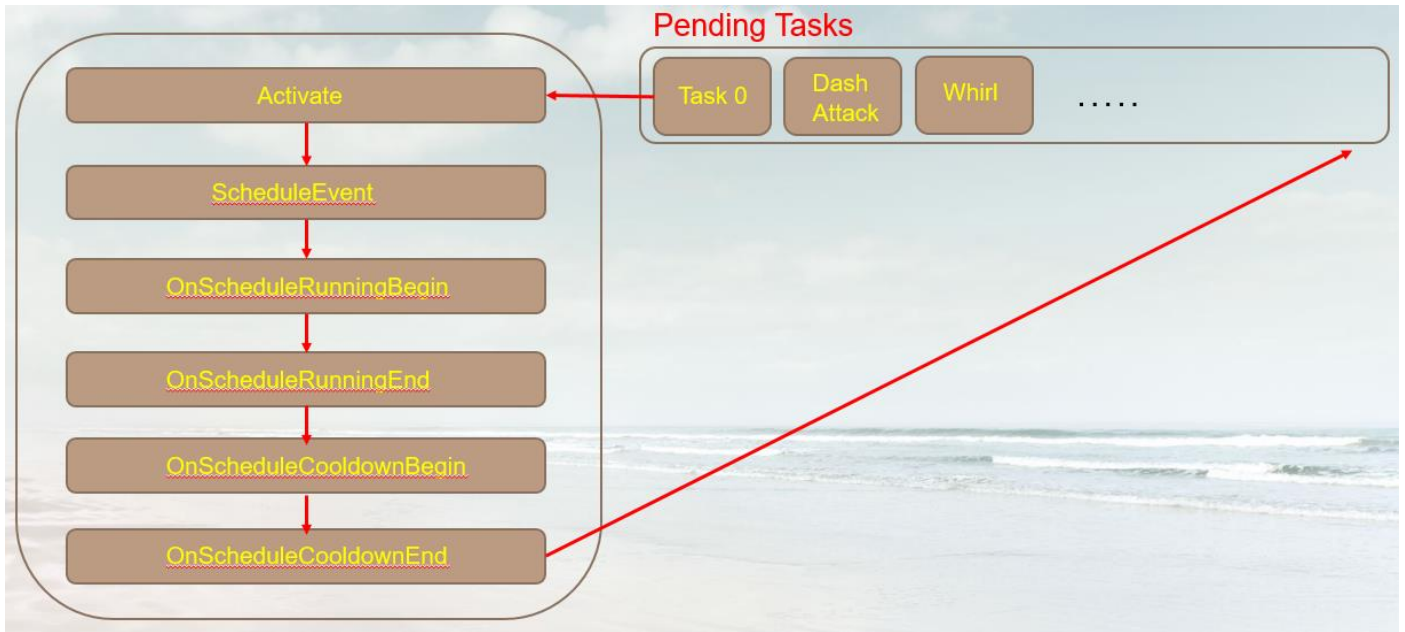 Pending Tasks
Activate
Task 0
Dash
Attack
Whirl
.....
ScheduleEvent
OnScheduleRunningBegin
OnScheduleRunningEnd
OnScheduleCooldownBegin
OnScheduleCooldownEnd